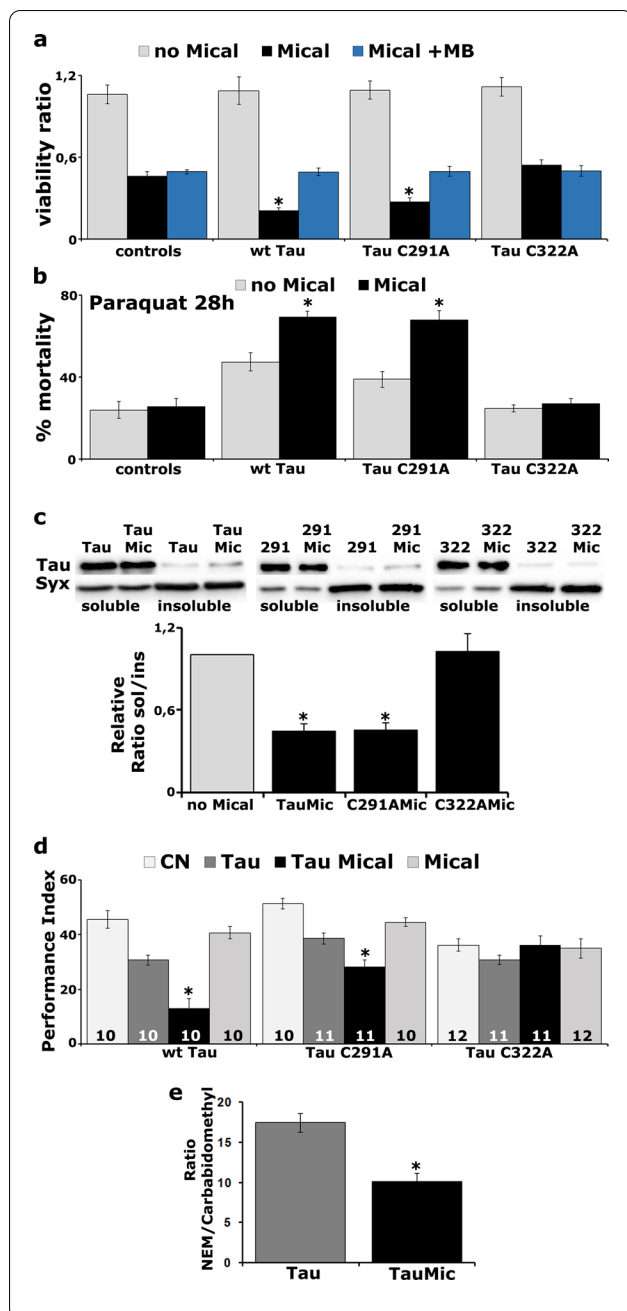 a
no Mical Mical Mical +MB
viability ratio
1,2
0,6
0
* *
controls wt Tau Tau C291A Tau C322A
b
no Mical Mical
Paraquat 28h
% mortality
80
40
0
* *
controls wt Tau Tau C291A Tau C322A
c
Tau Tau Mic Tau Tau Mic 291 291 Mic 291 291 Mic 322 322 Mic 322 322 Mic
Tau
Syx
soluble insoluble soluble insoluble soluble insoluble
Relative
Ratio sol/ins
1,2
0,6
0
* *
no Mical TauMic C291AMic C322AMic
d
CN Tau Tau Mical Mical
Performance Index
60
40
20
0
* *
10 10 10 10 10 11 11 10 12 11 11 12
wt Tau Tau C291A Tau C322A
e
Ratio
NEM/Carbabidomethyl
20
15
10
5
0
*
Tau TauMic